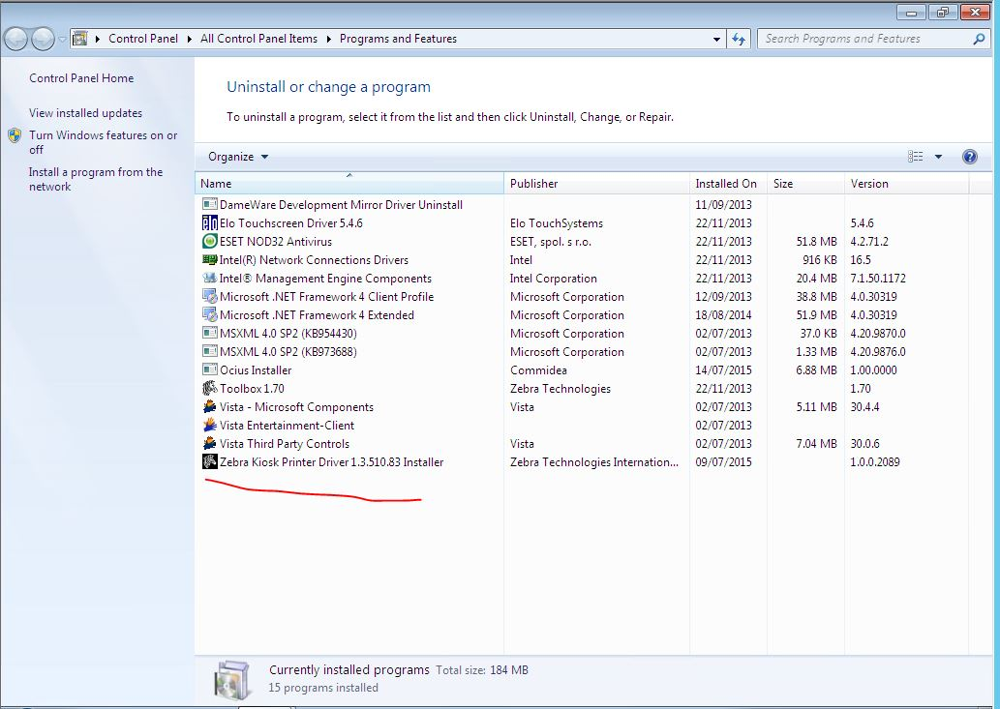 Control Panel
All Control Panel Items
Programs and Features
Search Programs and Features
Control Panel Home
View installed updates
Turn Windows features on or
off
Install a program from the
network
Uninstall or change a program
To uninstall a program, select it from the list and then click Uninstall, Change, or Repair.
Organize
Name Publisher Installed On Size Version
DameWare Development Mirror Driver Uninstall 11/09/2013
elo Elo Touchscreen Driver 5.4.6 Elo TouchSystems 22/11/2013 5.4.6
ESET NOD32 Antivirus ESET, spol. s r.o. 22/11/2013 51.8 MB 4.2.71.2
Intel(R) Network Connections Drivers Intel 22/11/2013 916 KB 16.5
Intel® Management Engine Components Intel Corporation 22/11/2013 20.4 MB 7.1.50.1172
Microsoft .NET Framework 4 Client Profile Microsoft Corporation 12/09/2013 38.8 MB 4.0.30319
Microsoft .NET Framework 4 Extended Microsoft Corporation 18/08/2014 51.9 MB 4.0.30319
MSXML 4.0 SP2 (KB954430) Microsoft Corporation 02/07/2013 37.0 KB 4.20.9870.0
MSXML 4.0 SP2 (KB973688) Microsoft Corporation 02/07/2013 1.33 MB 4.20.9876.0
Ocius Installer Commidea 14/07/2015 6.88 MB 1.00.0000
Toolbox 1.70 Zebra Technologies 22/11/2013 1.70
Vista - Microsoft Components Vista 02/07/2013 5.11 MB 30.4.4
Vista Entertainment-Client 02/07/2013
Vista Third Party Controls Vista 02/07/2013 7.04 MB 30.0.6
Zebra Kiosk Printer Driver 1.3.510.83 Installer Zebra Technologies Internation... 09/07/2015 1.0.0.2089
Currently installed programs Total size: 184 MB
15 programs installed